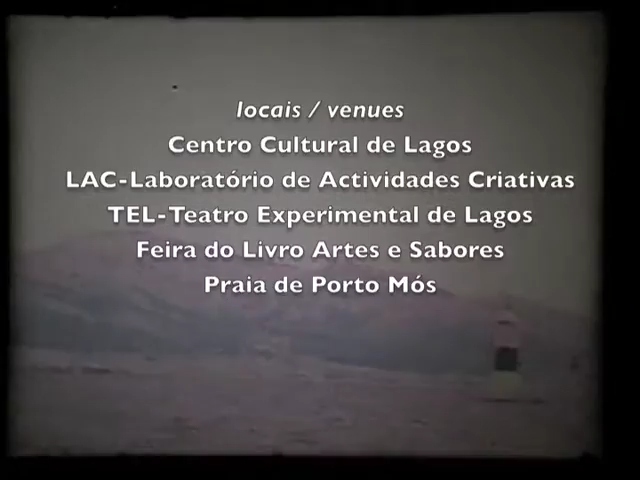 locais / venues
Centro Cultural de Lagos
LAC-Laboratório de Actividades Criativas
TEL-Teatro Experimental de Lagos
Feira do Livro Artes e Sabores
Praia de Porto Mós